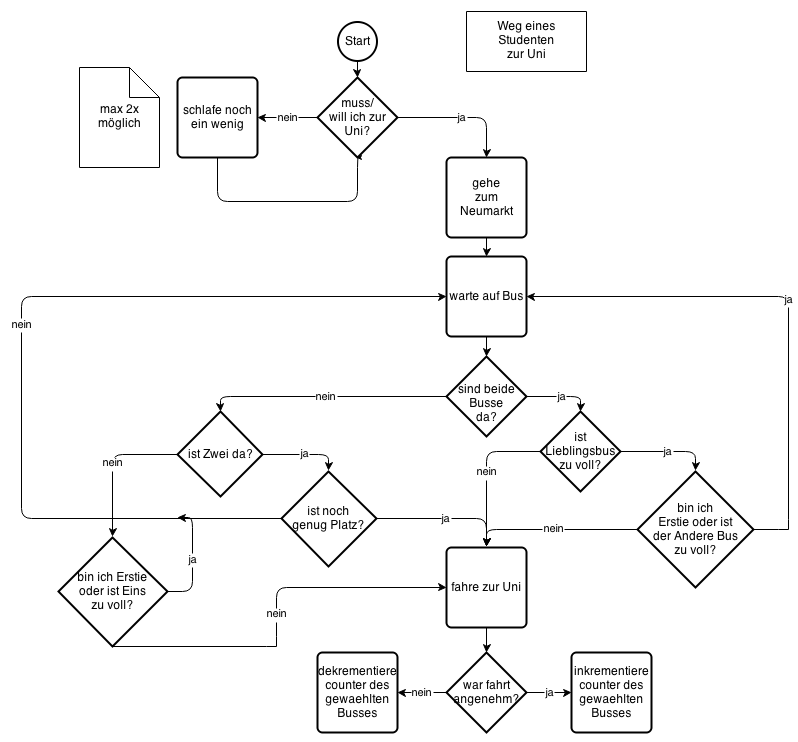 Start
Weg eines
Studenten
zur Uni
max 2x
möglich
schlafe noch
ein wenig
nein
muss/
will ich zur
Uni?
ja
gehe
zum
Neumarkt
warte auf Bus
ja
nein
sind beide
Busse
da?
nein
ja
ist Zwei da?
nein
ja
ist
Lieblingsbus
zu voll?
nein
ja
ist noch
genug Platz?
ja
bin ich
Erstie oder ist
der Andere Bus
zu voll?
nein
bin ich Erstie
oder ist Eins
zu voll?
ja
nein
fahre zur Uni
dekrementiere
counter des
gewaehlten
Busses
nein
war fahrt
angenehm?
ja
inkrementiere
counter des
gewaehlten
Busses